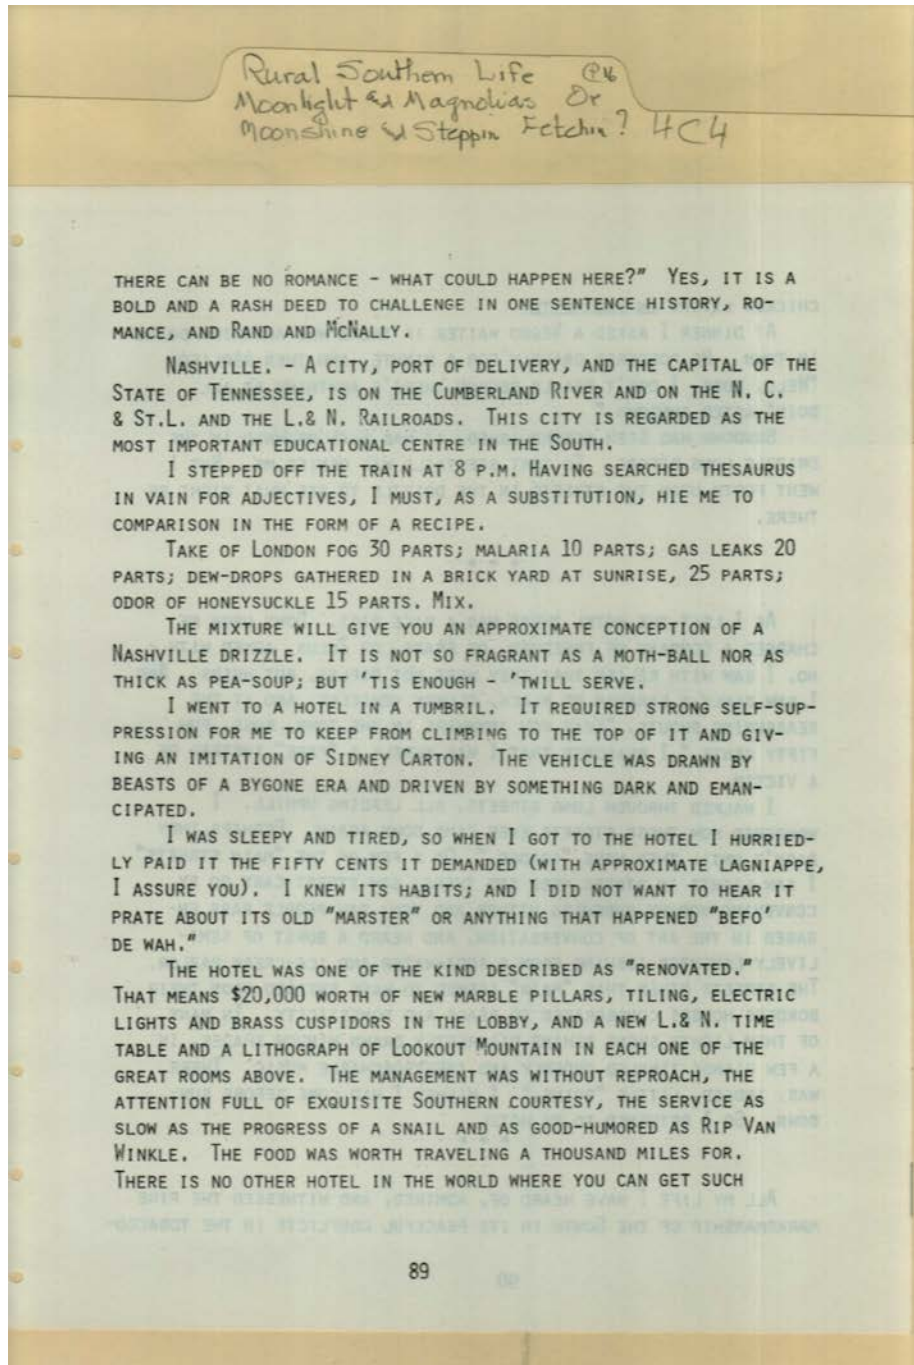 Rural Southern Life
Moonlight & Magnolias Or
Moonshine & Steppin Fetchin? 4C4
THERE CAN BE NO ROMANCE - WHAT COULD HAPPEN HERE?" YES, IT IS A
BOLD AND A RASH DEED TO CHALLENGE IN ONE SENTENCE HISTORY, RO-
MANCE, AND RAND AND MCNALLY.
NASHVILLE. - A CITY, PORT OF DELIVERY, AND THE CAPITAL OF THE
STATE OF TENNESSEE, IS ON THE CUMBERLAND RIVER AND ON THE N. C.
& ST.L. AND THE L.& N. RAILROADS. THIS CITY IS REGARDED AS THE
MOST IMPORTANT EDUCATIONAL CENTRE IN THE SOUTH.
I STEPPED OFF THE TRAIN AT 8 P.M. HAVING SEARCHED THESAURUS
IN VAIN FOR ADJECTIVES, I MUST, AS A SUBSTITUTION, HIE ME TO
COMPARISON IN THE FORM OF A RECIPE.
TAKE OF LONDON FOG 30 PARTS; MALARIA 10 PARTS; GAS LEAKS 20
PARTS; DEW-DROPS GATHERED IN A BRICK YARD AT SUNRISE, 25 PARTS;
ODOR OF HONEYSUCKLE 15 PARTS. MIX.
THE MIXTURE WILL GIVE YOU AN APPROXIMATE CONCEPTION OF A
NASHVILLE DRIZZLE. IT IS NOT SO FRAGRANT AS A MOTH-BALL NOR AS
THICK AS PEA-SOUP; BUT 'TIS ENOUGH - 'TWILL SERVE.
I WENT TO A HOTEL IN A TUMBRIL. IT REQUIRED STRONG SELF-SUP-
PRESSION FOR ME TO KEEP FROM CLIMBING TO THE TOP OF IT AND GIV-
ING AN IMITATION OF SIDNEY CARTON. THE VEHICLE WAS DRAWN BY
BEASTS OF A BYGONE ERA AND DRIVEN BY SOMETHING DARK AND EMAN-
CIPATED.
I WAS SLEEPY AND TIRED, SO WHEN I GOT TO THE HOTEL I HURRIED-
LY PAID IT THE FIFTY CENTS IT DEMANDED (WITH APPROXIMATE LAGNIAPPE,
I ASSURE YOU). I KNEW ITS HABITS; AND I DID NOT WANT TO HEAR IT
PRATE ABOUT ITS OLD "MARSTER" OR ANYTHING THAT HAPPENED "BEFO'
DE WAH."
THE HOTEL WAS ONE OF THE KIND DESCRIBED AS "RENOVATED."
THAT MEANS $20,000 WORTH OF NEW MARBLE PILLARS, TILING, ELECTRIC
LIGHTS AND BRASS CUSPIDORS IN THE LOBBY, AND A NEW L.& N. TIME
TABLE AND A LITHOGRAPH OF LOOKOUT MOUNTAIN IN EACH ONE OF THE
GREAT ROOMS ABOVE. THE MANAGEMENT WAS WITHOUT REPROACH, THE
ATTENTION FULL OF EXQUISITE SOUTHERN COURTESY, THE SERVICE AS
SLOW AS THE PROGRESS OF A SNAIL AND AS GOOD-HUMORED AS RIP VAN
WINKLE. THE FOOD WAS WORTH TRAVELING A THOUSAND MILES FOR.
THERE IS NO OTHER HOTEL IN THE WORLD WHERE YOU CAN GET SUCH
89